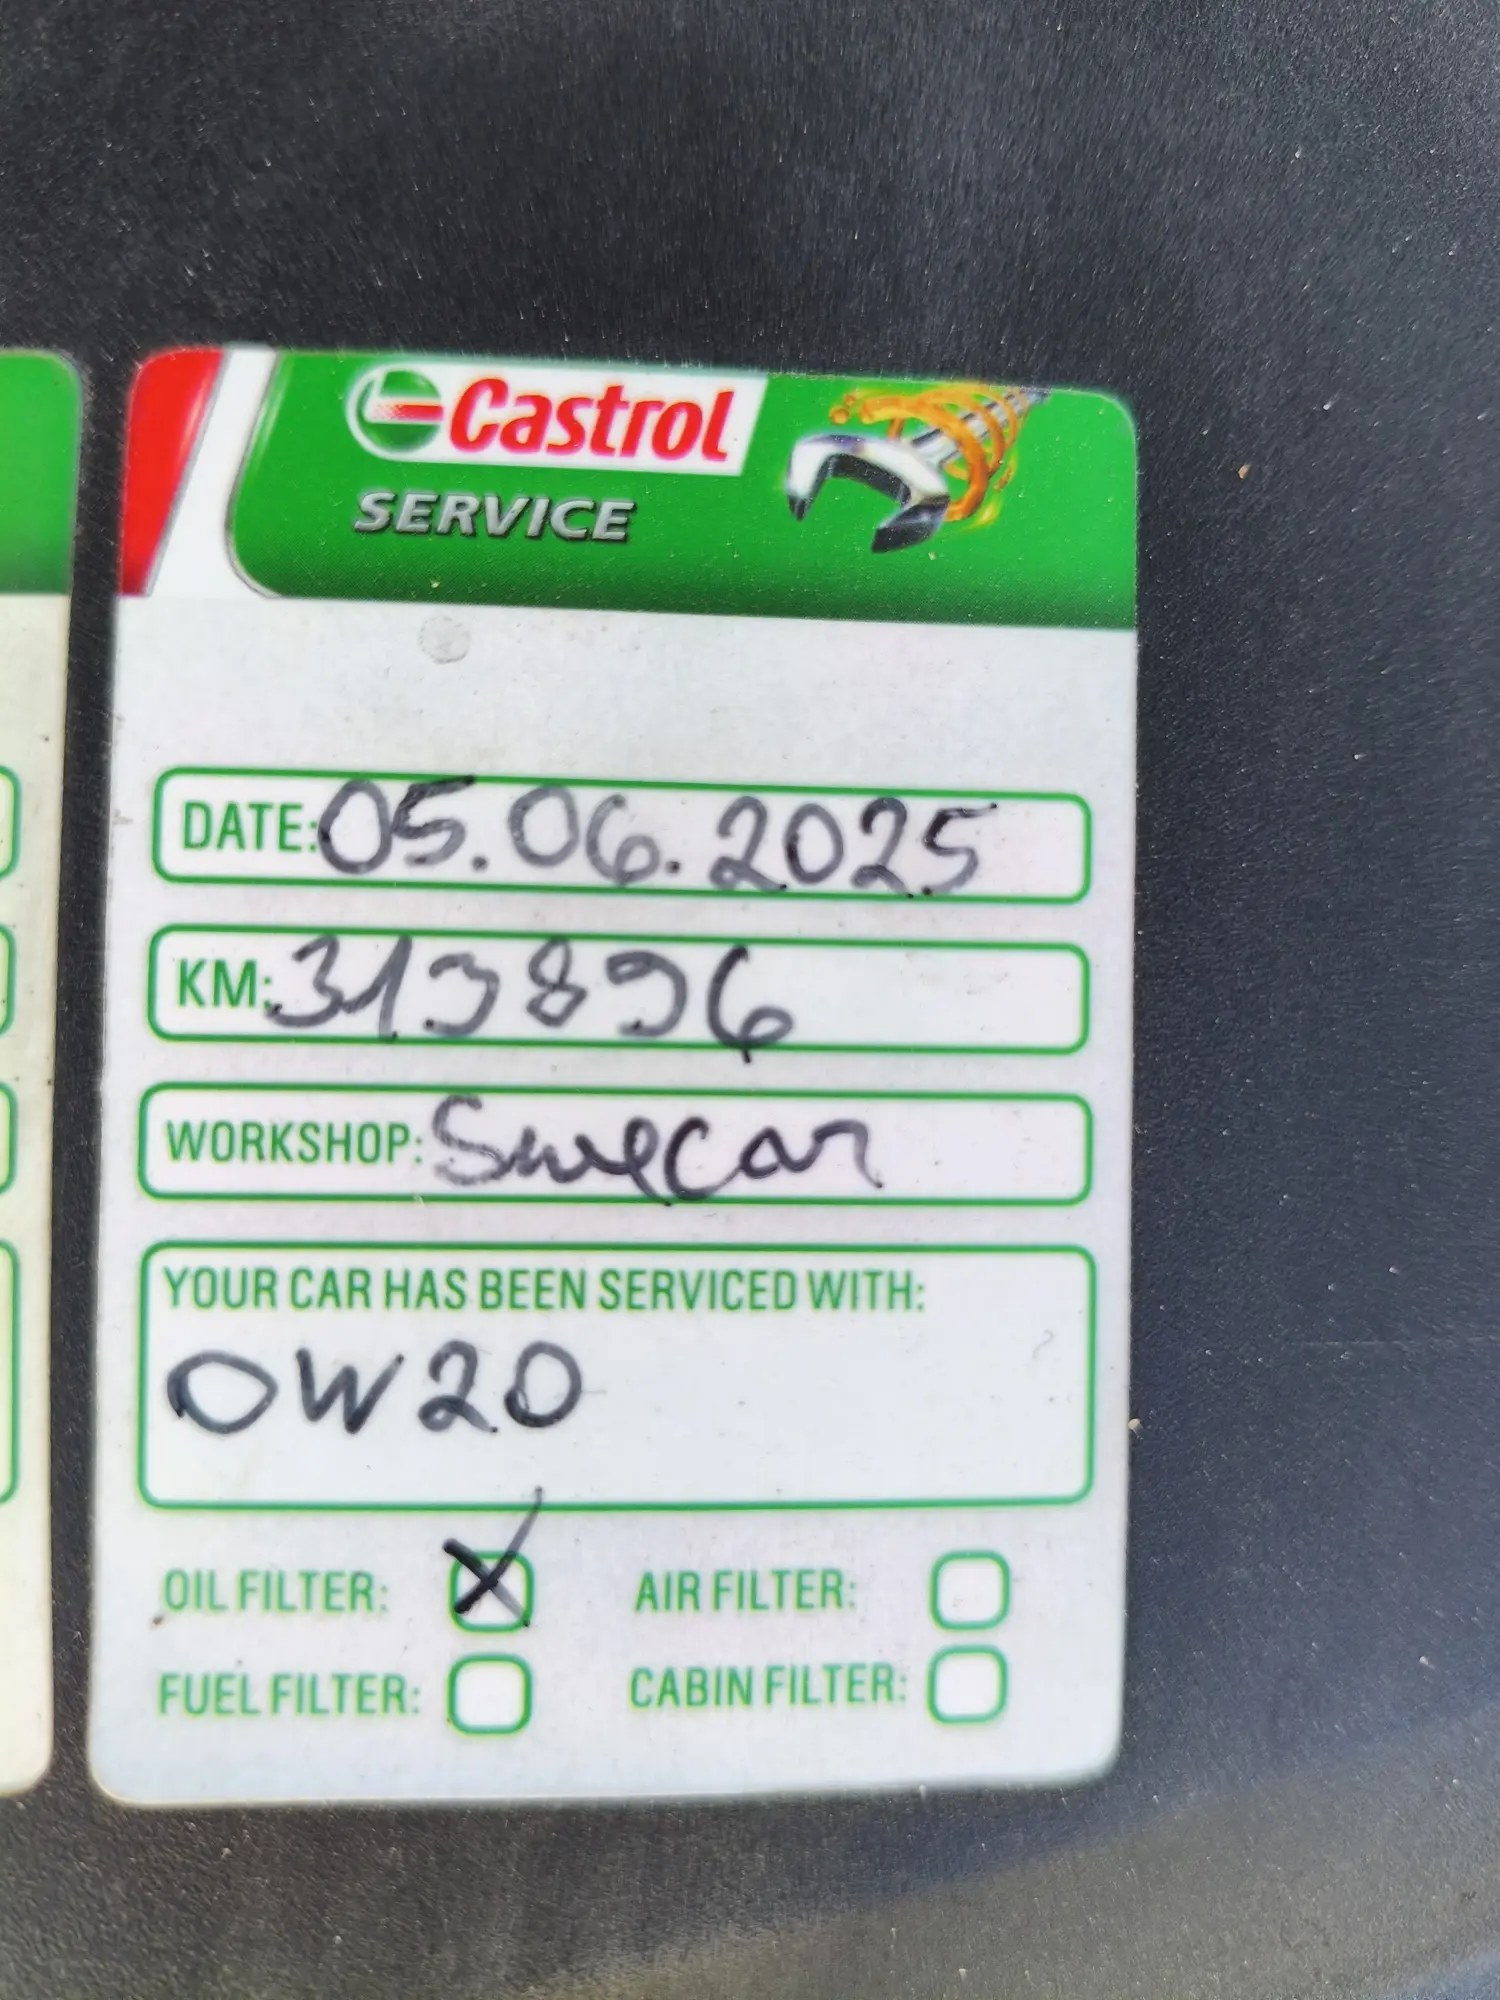 Castrol
SERVICE
DATE: 05.06.2025
KM: 313896
WORKSHOP: Swecar
YOUR CAR HAS BEEN SERVICED WITH:
0W20
OIL FILTER: X AIR FILTER:
FUEL FILTER: CABIN FILTER: